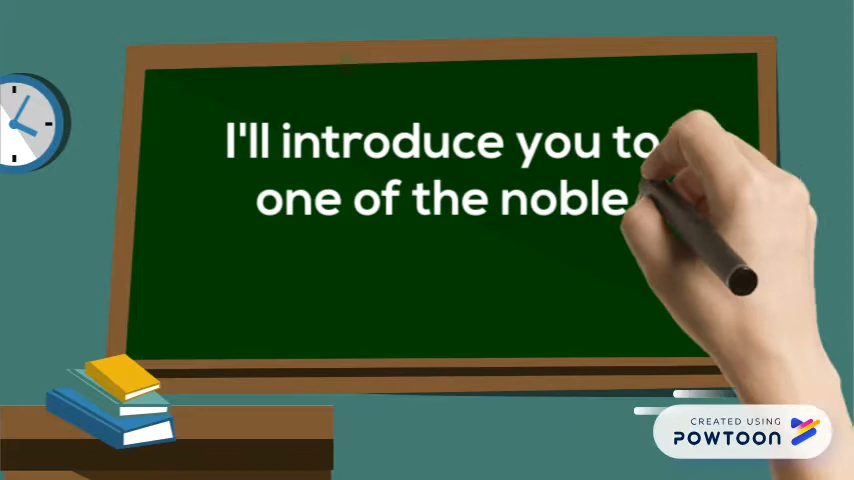 I'll introduce you to
one of the noble
CREATED USING
POWTOON